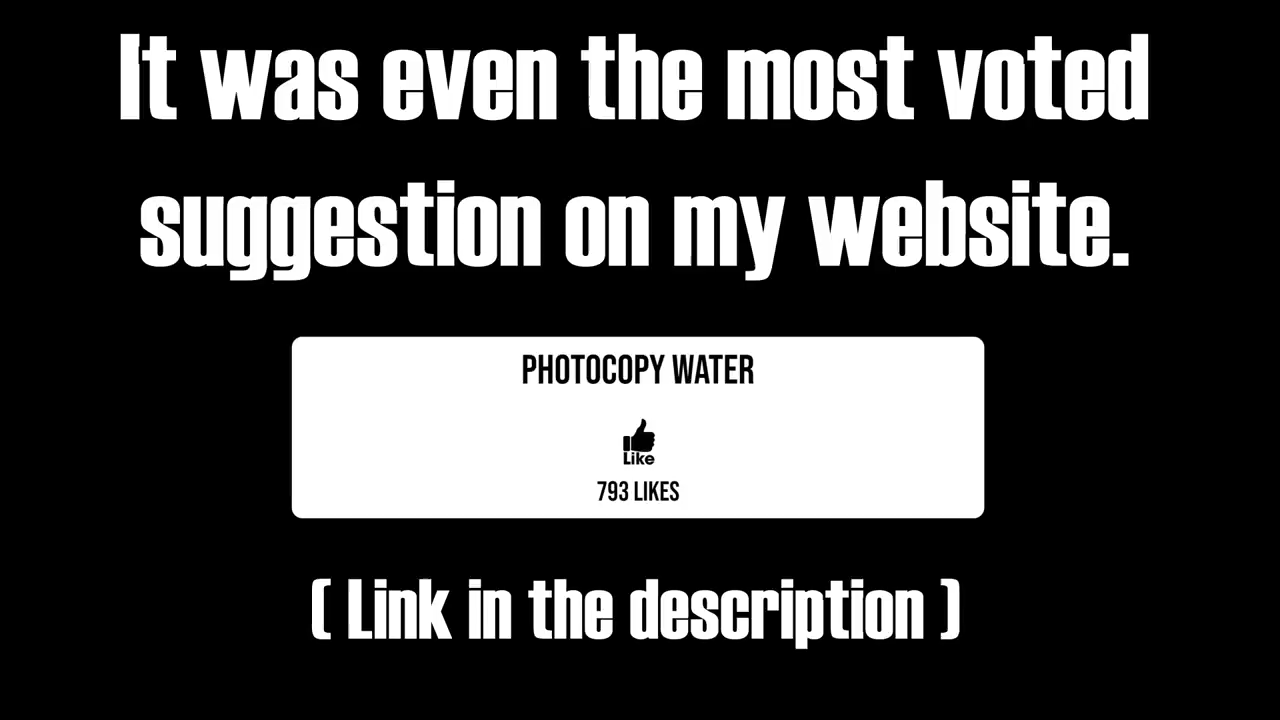 It was even the most voted
suggestion on my website.
PHOTOCOPY WATER
Like
793 LIKES
( Link in the description )